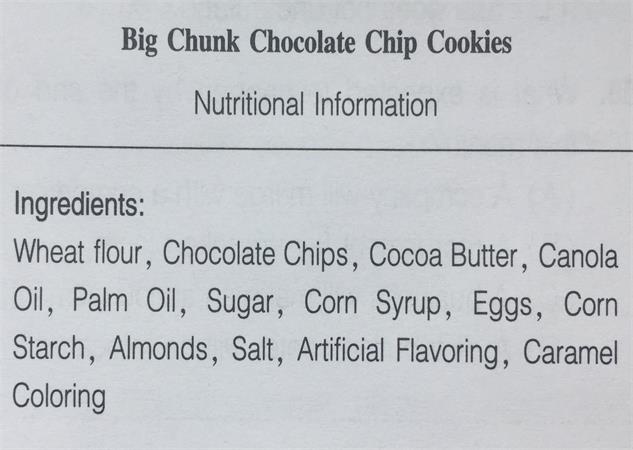 Big Chunk Chocolate Chip Cookies
Nutritional Information
Ingredients:
Wheat flour, Chocolate Chips, Cocoa Butter, Canola
Oil, Palm Oil, Sugar, Corn Syrup, Eggs, Corn
Starch, Almonds, Salt, Artificial Flavoring, Caramel
Coloring